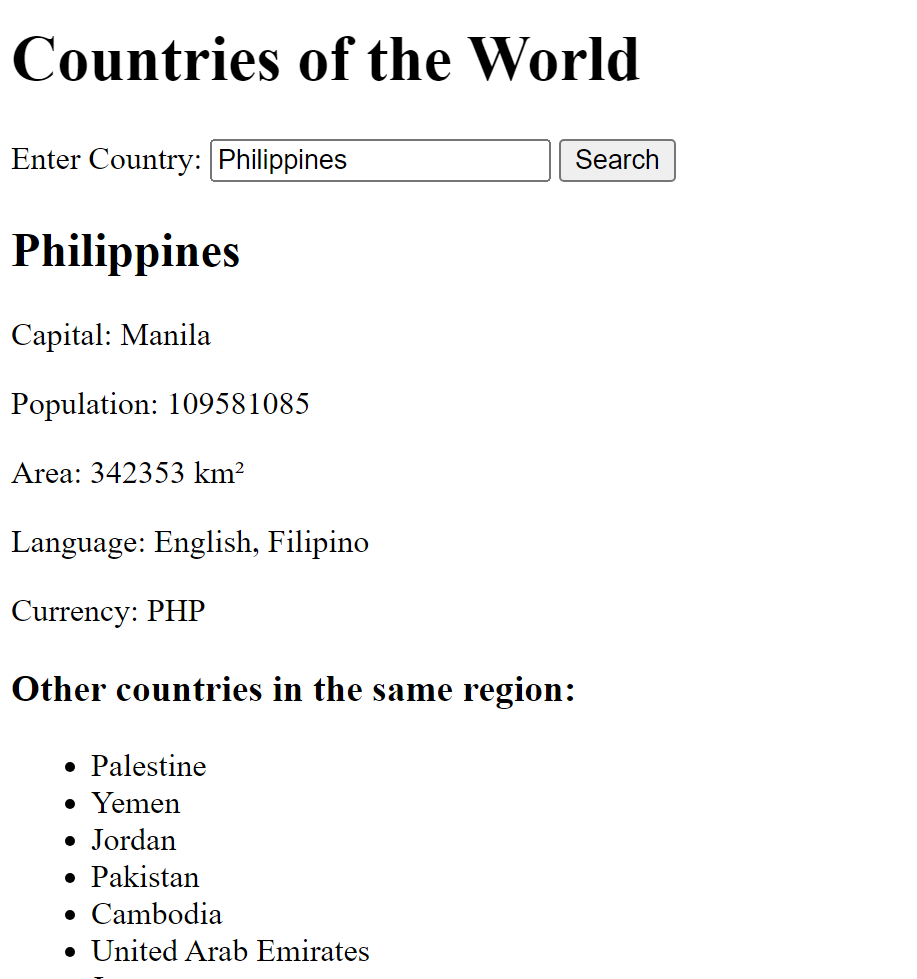 Countries of the World
Enter Country: Philippines Search
Philippines
Capital: Manila
Population: 109581085
Area: 342353 km²
Language: English, Filipino
Currency: PHP
Other countries in the same region:
• Palestine
• Yemen
• Jordan
• Pakistan
• Cambodia
• United Arab Emirates